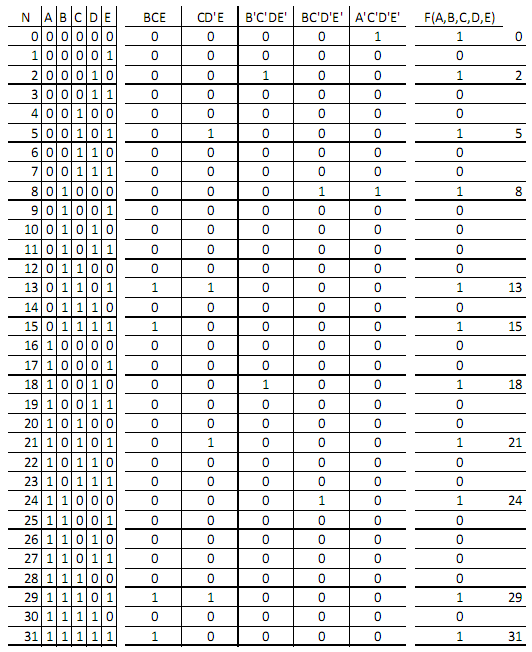 N A B C D E BCE CD'E B'C'DE' BC'D'E' A'C'D'E' F(A,B,C,D,E)
0 0 0 0 0 0 0 0 0 0 1 1 0
1 0 0 0 0 1 0 0 0 0 0 0
2 0 0 0 1 0 0 0 1 0 0 1 2
3 0 0 0 1 1 0 0 0 0 0 0
4 0 0 1 0 0 0 0 0 0 0 0
5 0 0 1 0 1 0 1 0 0 0 1 5
6 0 0 1 1 0 0 0 0 0 0 0
7 0 0 1 1 1 0 0 0 0 0 0
8 0 1 0 0 0 0 0 0 1 1 1 8
9 0 1 0 0 1 0 0 0 0 0 0
10 0 1 0 1 0 0 0 0 0 0 0
11 0 1 0 1 1 0 0 0 0 0 0
12 0 1 1 0 0 0 0 0 0 0 0
13 0 1 1 0 1 1 1 0 0 0 1 13
14 0 1 1 1 0 0 0 0 0 0 0
15 0 1 1 1 1 1 0 0 0 0 1 15
16 1 0 0 0 0 0 0 0 0 0 0
17 1 0 0 0 1 0 0 0 0 0 0
18 1 0 0 1 0 0 0 1 0 0 1 18
19 1 0 0 1 1 0 0 0 0 0 0
20 1 0 1 0 0 0 0 0 0 0 0
21 1 0 1 0 1 0 1 0 0 0 1 21
22 1 0 1 1 0 0 0 0 0 0 0
23 1 0 1 1 1 0 0 0 0 0 0
24 1 1 0 0 0 0 0 0 1 0 1 24
25 1 1 0 0 1 0 0 0 0 0 0
26 1 1 0 1 0 0 0 0 0 0 0
27 1 1 0 1 1 0 0 0 0 0 0
28 1 1 1 0 0 0 0 0 0 0 0
29 1 1 1 0 1 1 1 0 0 0 1 29
30 1 1 1 1 0 0 0 0 0 0 0
31 1 1 1 1 1 1 0 0 0 0 1 31